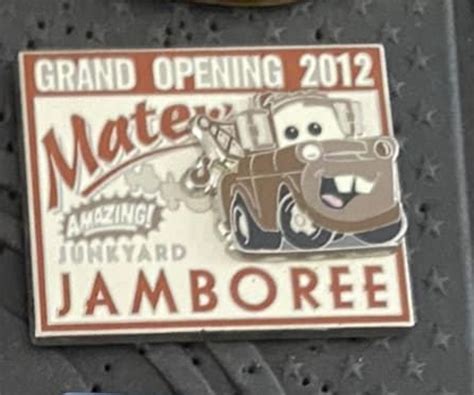 GRAND OPENING 2012
Mater
AMAZING!
JUNKYARD
JAMBOREE